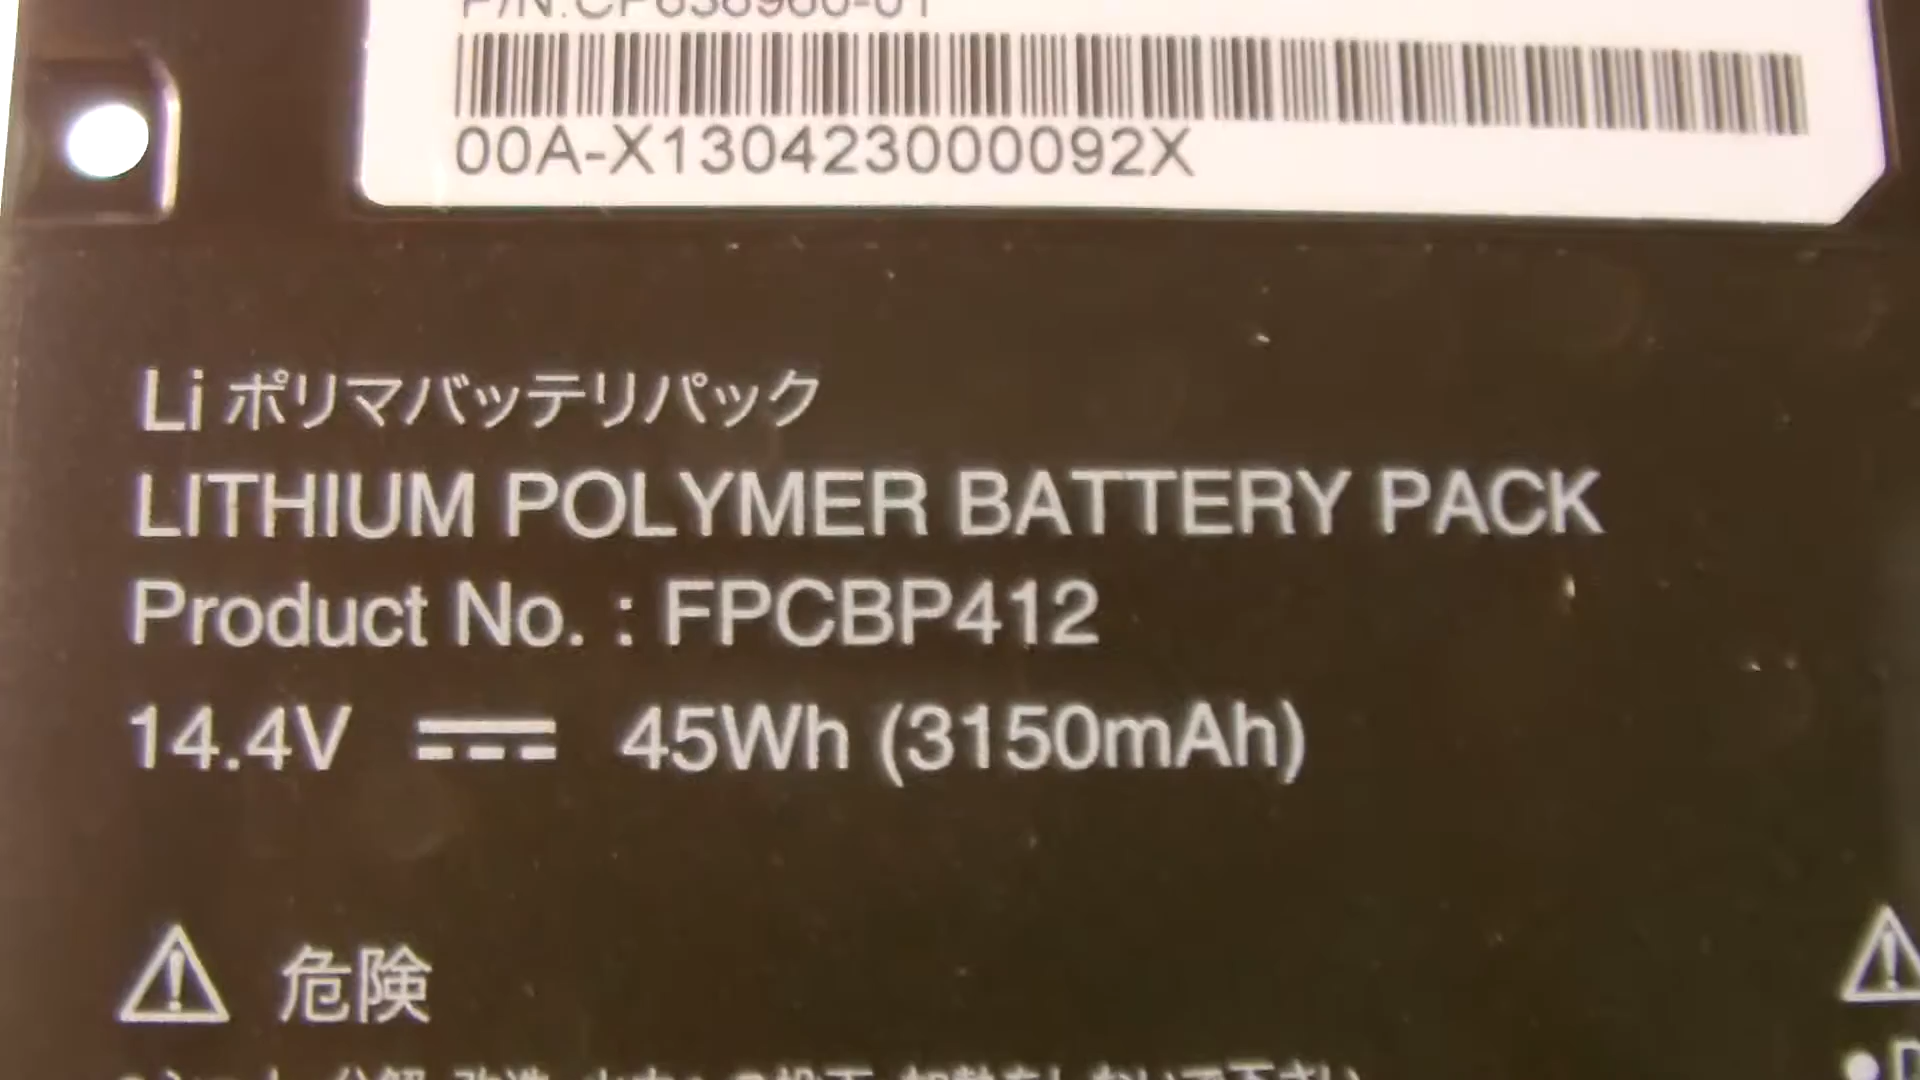 00A-X130423000092X
Li ポリマバッテリパック
LITHIUM POLYMER BATTERY PACK
Product No. : FPCBP412
14.4V ⎓ 45Wh (3150mAh)
⚠ 危険